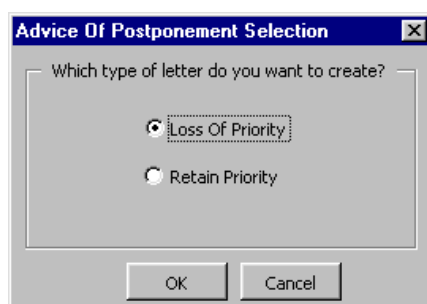 Advice Of Postponement Selection
Which type of letter do you want to create?
Loss Of Priority
Retain Priority
OK Cancel